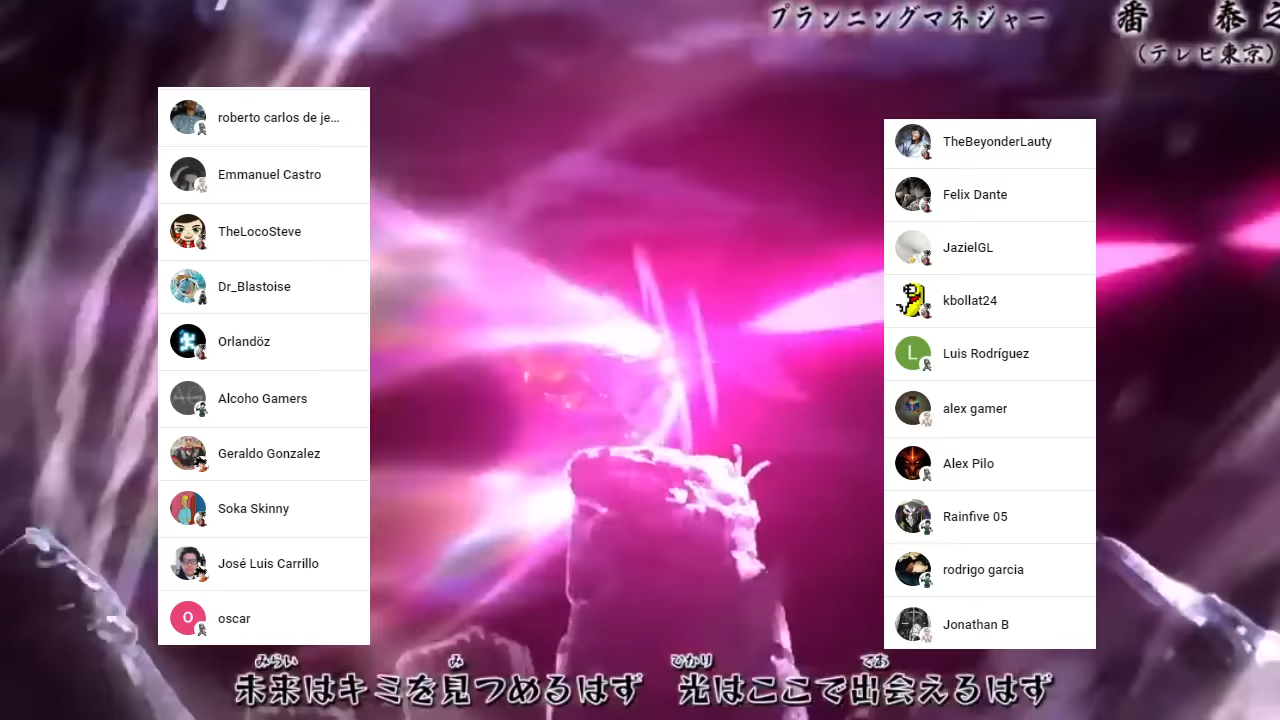 プランニングマネジャー 番 泰之
(テレビ東京)
roberto carlos de je...
Emmanuel Castro
TheLocoSteve
Dr_Blastoise
Orlandöz
Alcoho Gamers
Geraldo Gonzalez
Soka Skinny
José Luis Carrillo
O
oscar
TheBeyonderLauty
Felix Dante
JazielGL
kbollat24
L
Luis Rodríguez
alex gamer
Alex Pilo
Rainfive 05
rodrigo garcia
Jonathan B
みらい み ひかり であ
未来はキミを見つめるはず 光はここで出会えるはず